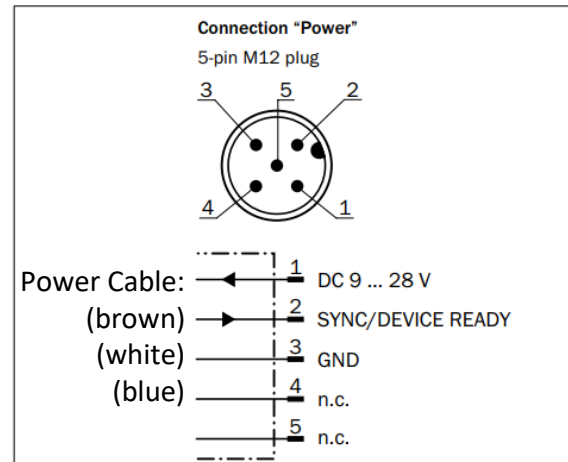 Connection “Power”
5-pin M12 plug
3 5 2
4 1
Power Cable: 1 DC 9 ... 28 V
(brown) 2 SYNC/DEVICE READY
(white) 3 GND
(blue) 4 n.c.
5 n.c.